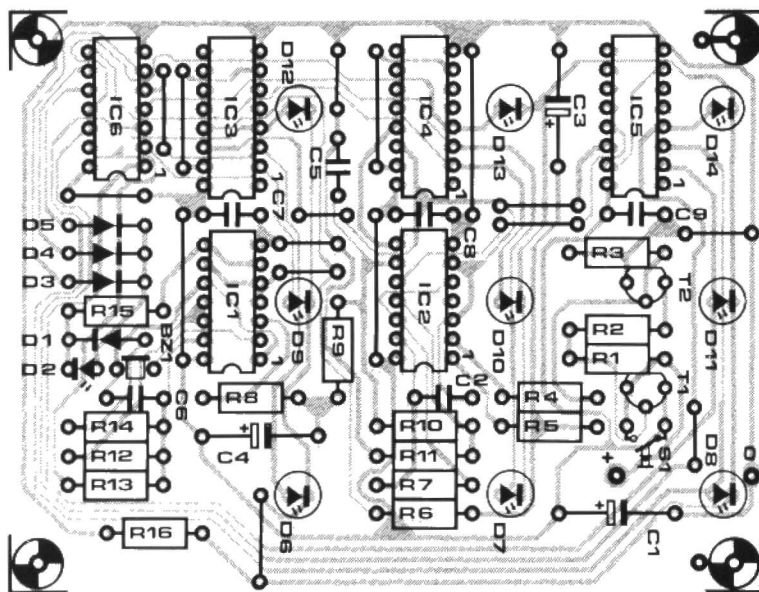 IC6
1
IC3
1
D12
C5
IC4
1
D13
C3
+
IC5
1
D14
C7
C8
C9
D5
D4
D3
R15
D1
D2
BZ1
C6
IC1
1
D9
R9
IC2
1
D10
R3
T2
R2
R1
D11
T1
R14
R12
R13
R16
R8
C4
+
D6
C2
R10
R11
R7
R6
R4
R5
D7
S1
+
C1
+
D8
0